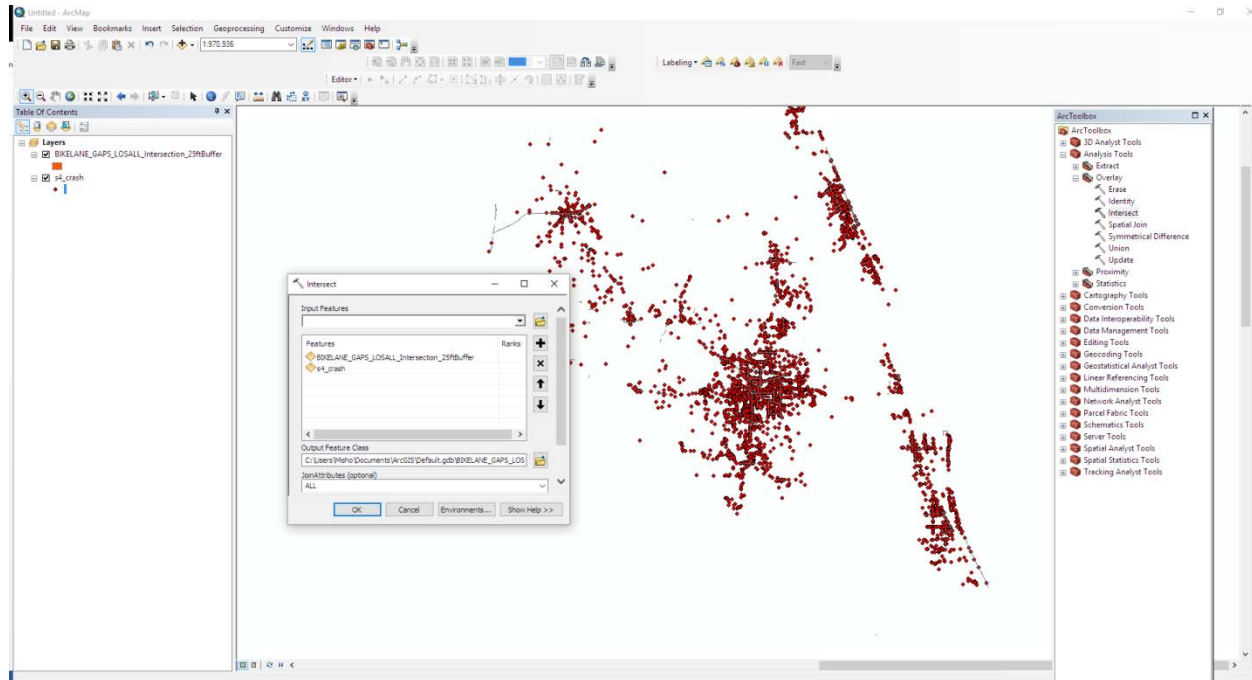 Untitled - ArcMap
File Edit View Bookmarks Insert Selection Geoprocessing Customize Windows Help
1:970,936
Labeling Fast
Editor
Table Of Contents
Layers
BIKELANE_GAPS_LOSALL_Intersection_25ftBuffer
s4_crash
Intersect
Input Features
Features Ranks
BIKELANE_GAPS_LOSALL_Intersection_25ftBuffer
s4_crash
Output Feature Class
C:\Users\Misho\Documents\ArcGIS\Default.gdb\BIKELANE_GAPS_LOS
JoinAttributes (optional)
ALL
OK Cancel Environments... Show Help >>
ArcToolbox
ArcToolbox
3D Analyst Tools
Analysis Tools
Extract
Overlay
Erase
Identity
Intersect
Spatial Join
Symmetrical Difference
Union
Update
Proximity
Statistics
Cartography Tools
Conversion Tools
Data Interoperability Tools
Data Management Tools
Editing Tools
Geocoding Tools
Geostatistical Analyst Tools
Linear Referencing Tools
Multidimension Tools
Network Analyst Tools
Parcel Fabric Tools
Schematics Tools
Server Tools
Spatial Analyst Tools
Spatial Statistics Tools
Tracking Analyst Tools